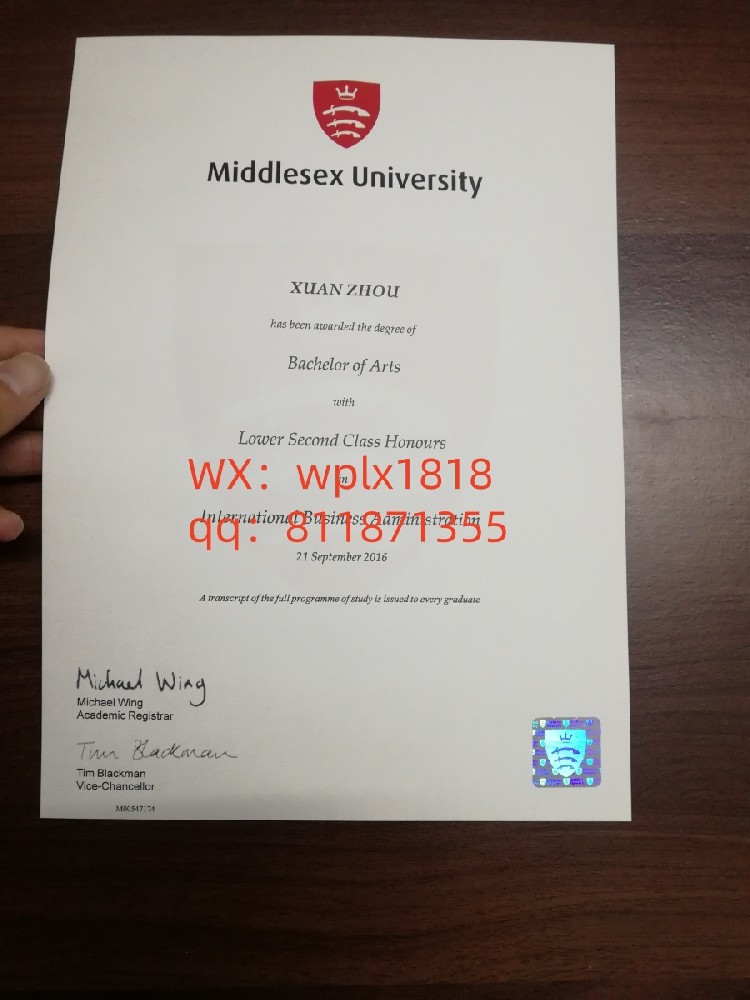 Middlesex University
XUAN ZHOU
has been awarded the degree of
Bachelor of Arts
with
Lower Second Class Honours
WX：wplx1818
in
International Business Administration
qq：811871355
21 September 2016
A transcript of the full programme of study is issued to every graduate
Michael Wing
Michael Wing
Academic Registrar
Tim Blackman
Tim Blackman
Vice-Chancellor